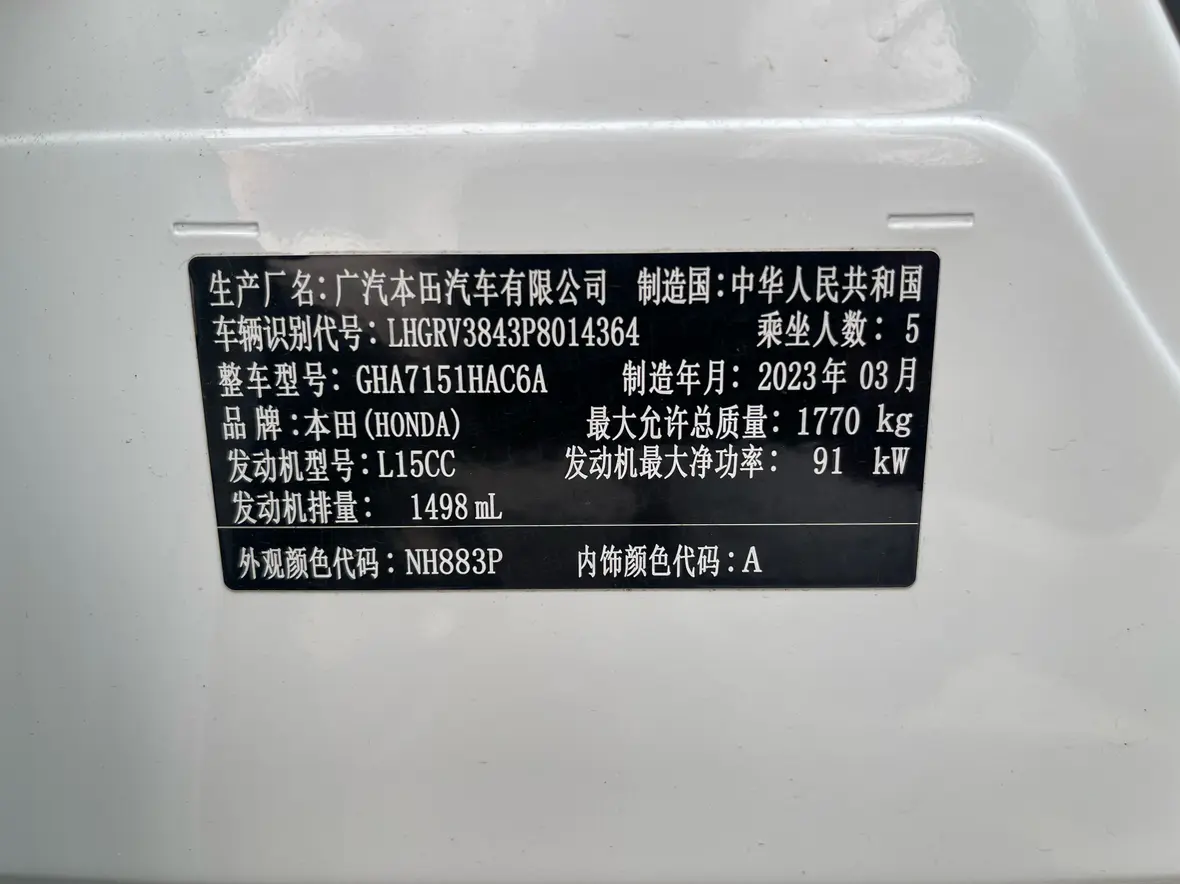 生产厂名：广汽本田汽车有限公司 制造国：中华人民共和国
车辆识别代号：LHGRV3843P8014364 乘坐人数：5
整车型号：GHA7151HAC6A 制造年月：2023年 03月
品牌：本田(HONDA) 最大允许总质量：1770 kg
发动机型号：L15CC 发动机最大净功率：91 kW
发动机排量：1498mL
外观颜色代码：NH883P 内饰颜色代码：A